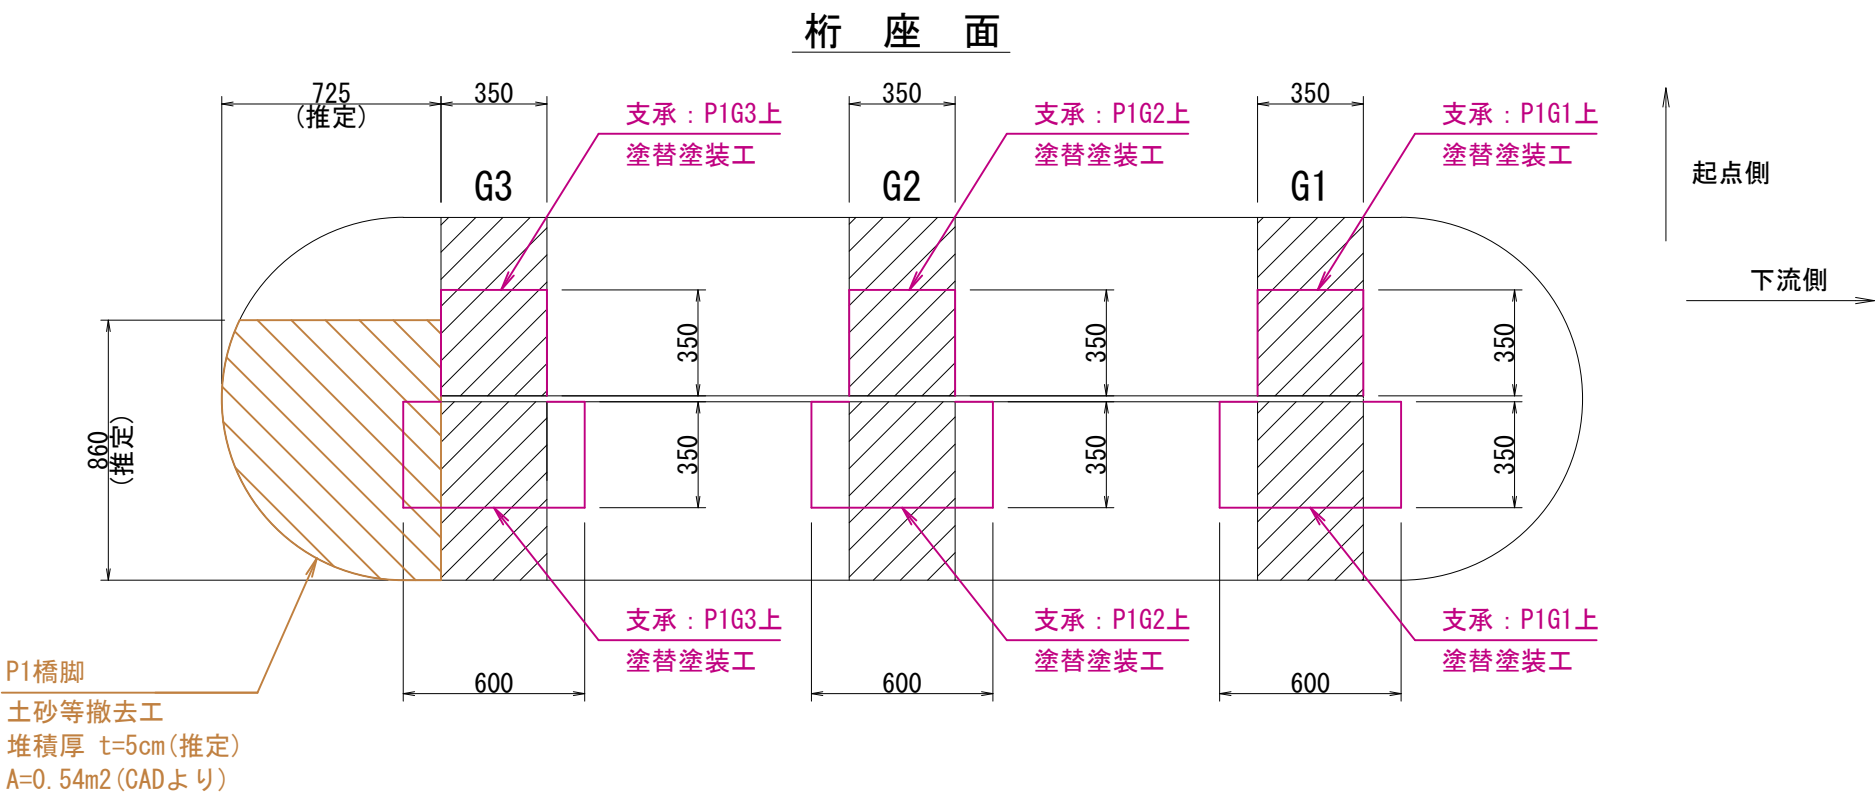 桁 座 面
725
(推定)
350
350
350
支承：P1G3上
塗替塗装工
支承：P1G2上
塗替塗装工
支承：P1G1上
塗替塗装工
起点側
下流側
G3
G2
G1
350
350
350
860
(推定)
350
350
350
支承：P1G3上
塗替塗装工
支承：P1G2上
塗替塗装工
支承：P1G1上
塗替塗装工
600
600
600
P1橋脚
土砂等撤去工
堆積厚 t=5cm(推定)
A=0.54m2(CADより)